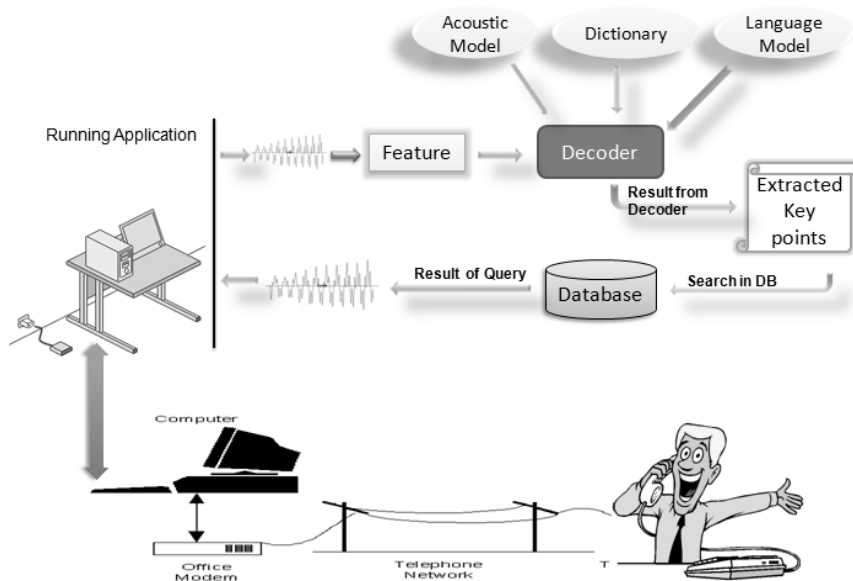 Acoustic
Model
Dictionary
Language
Model
Running Application
Feature
Decoder
Result from
Decoder
Extracted
Key
points
Result of Query
Database
Search in DB
Computer
Office
Modem
Telephone
Network
T